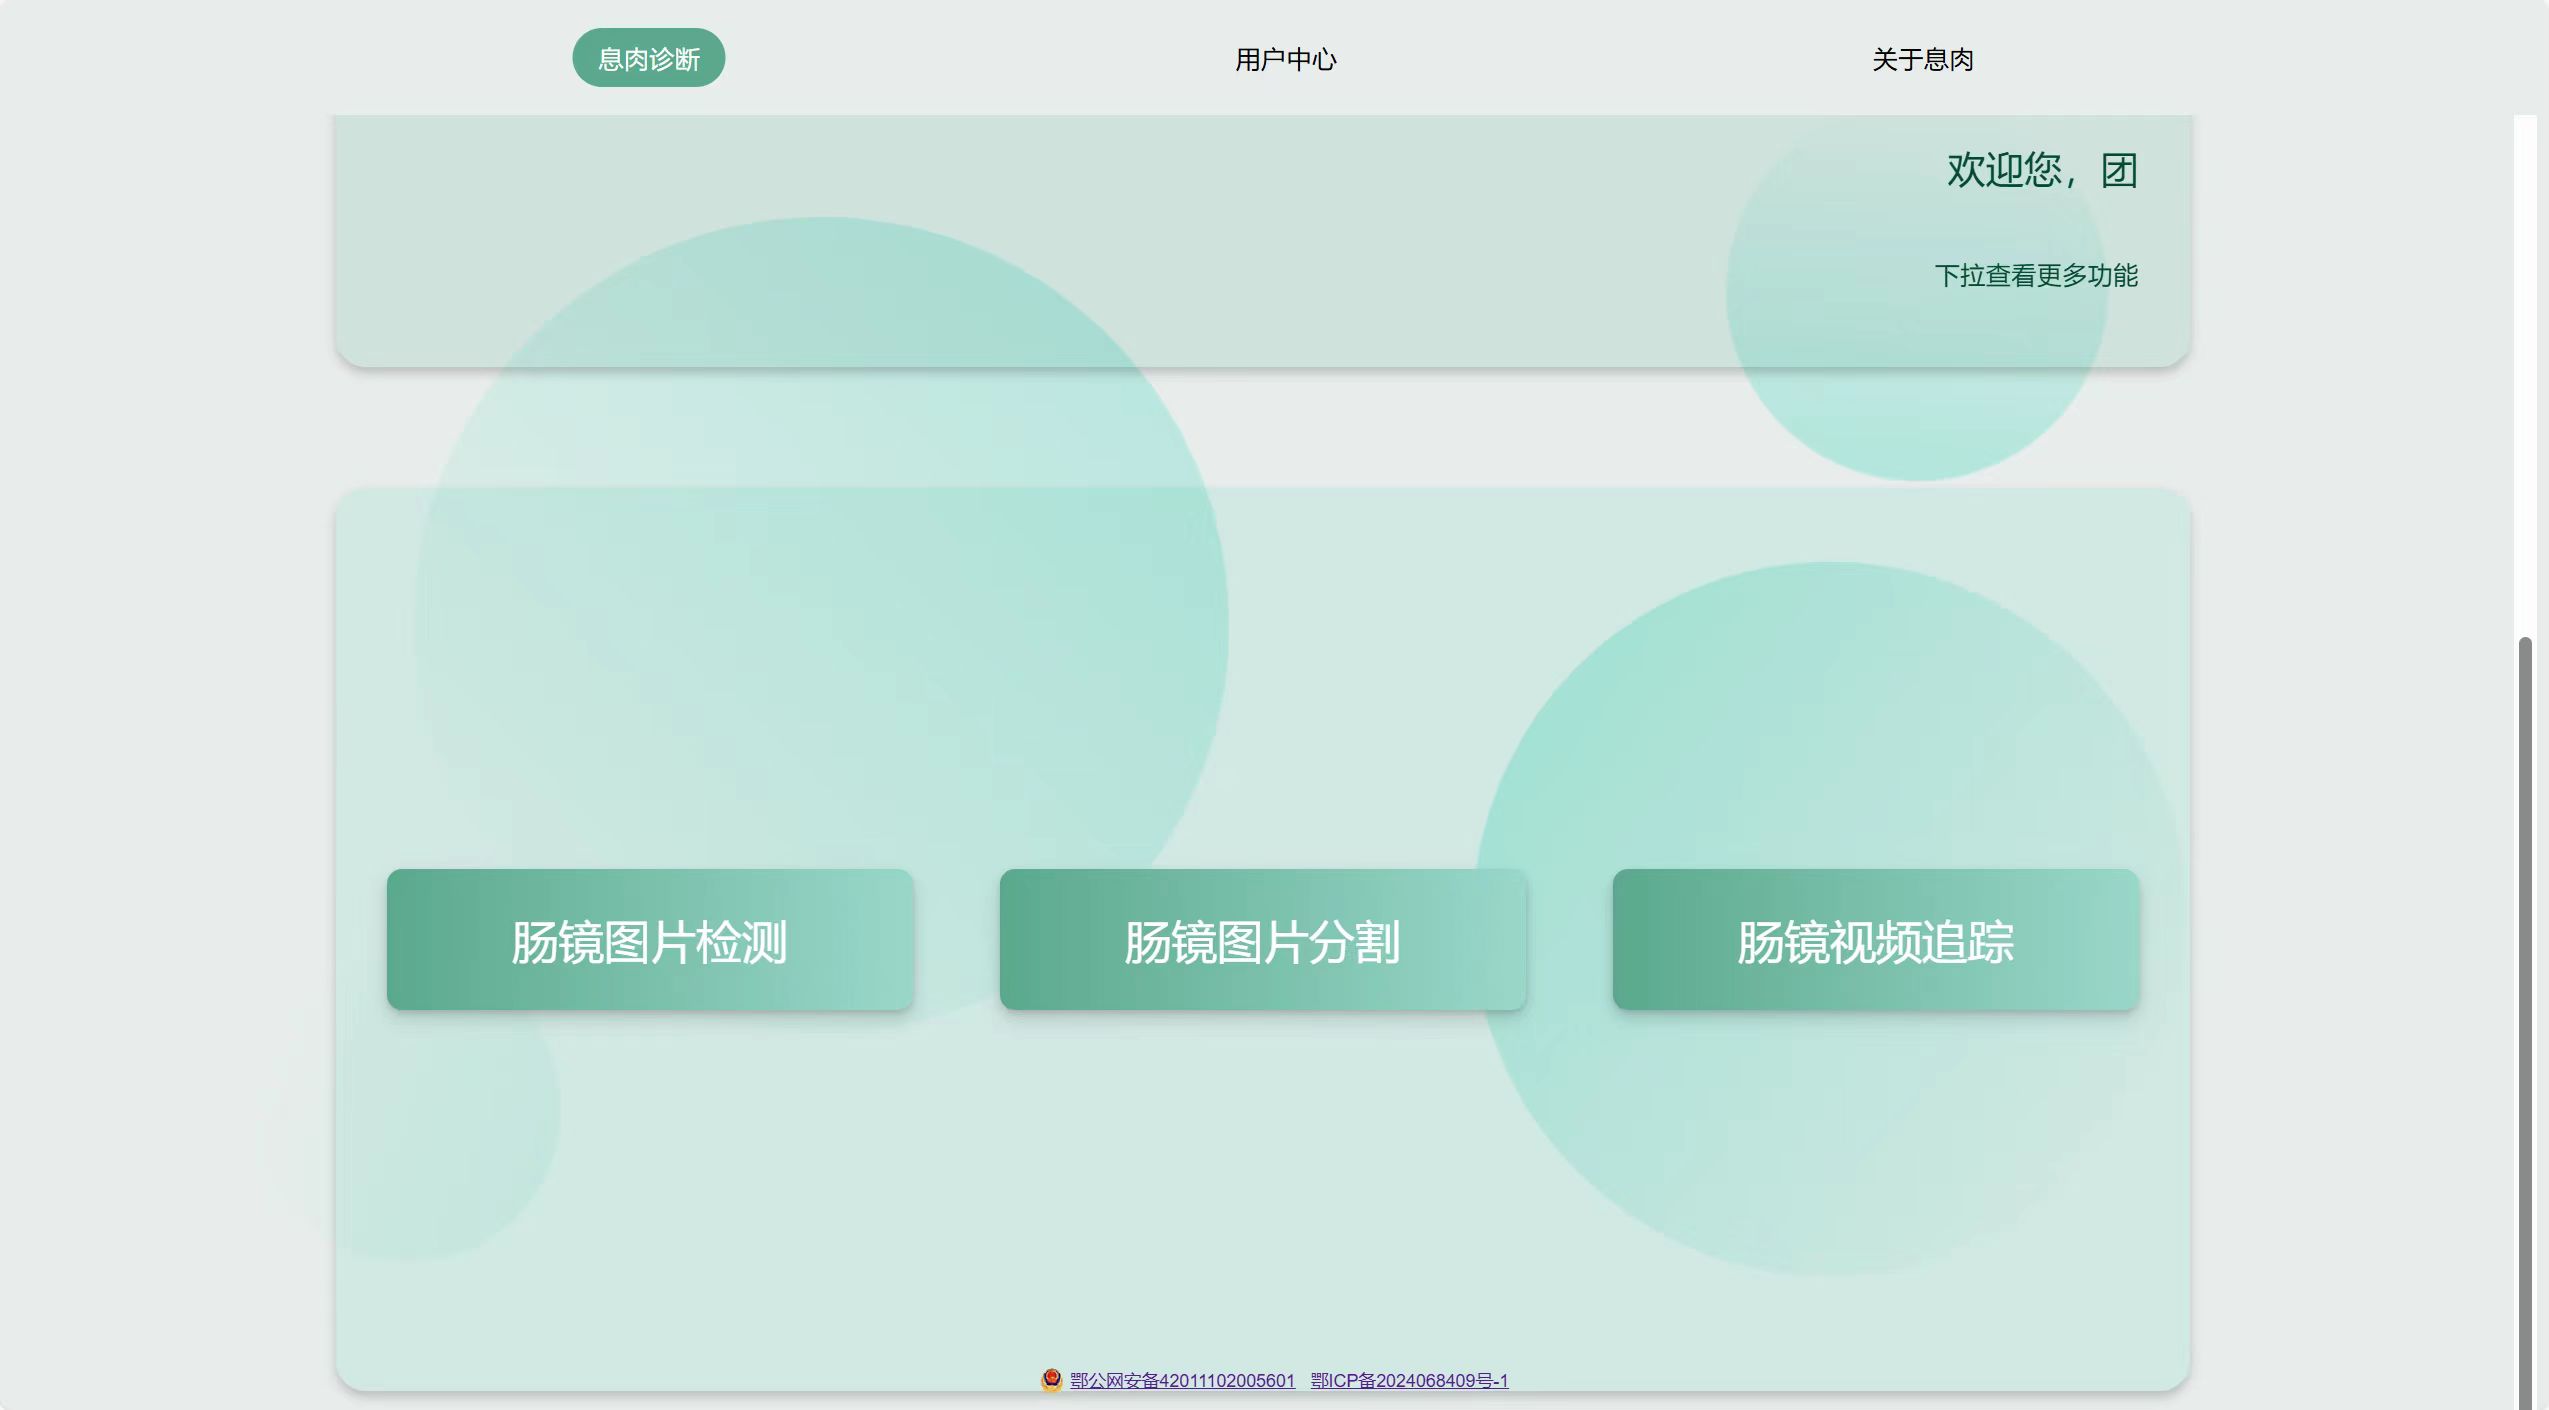 息肉诊断 用户中心 关于息肉
欢迎您，团
下拉查看更多功能
肠镜图片检测 肠镜图片分割 肠镜视频追踪
鄂公网安备42011102005601 鄂ICP备2024068409号-1